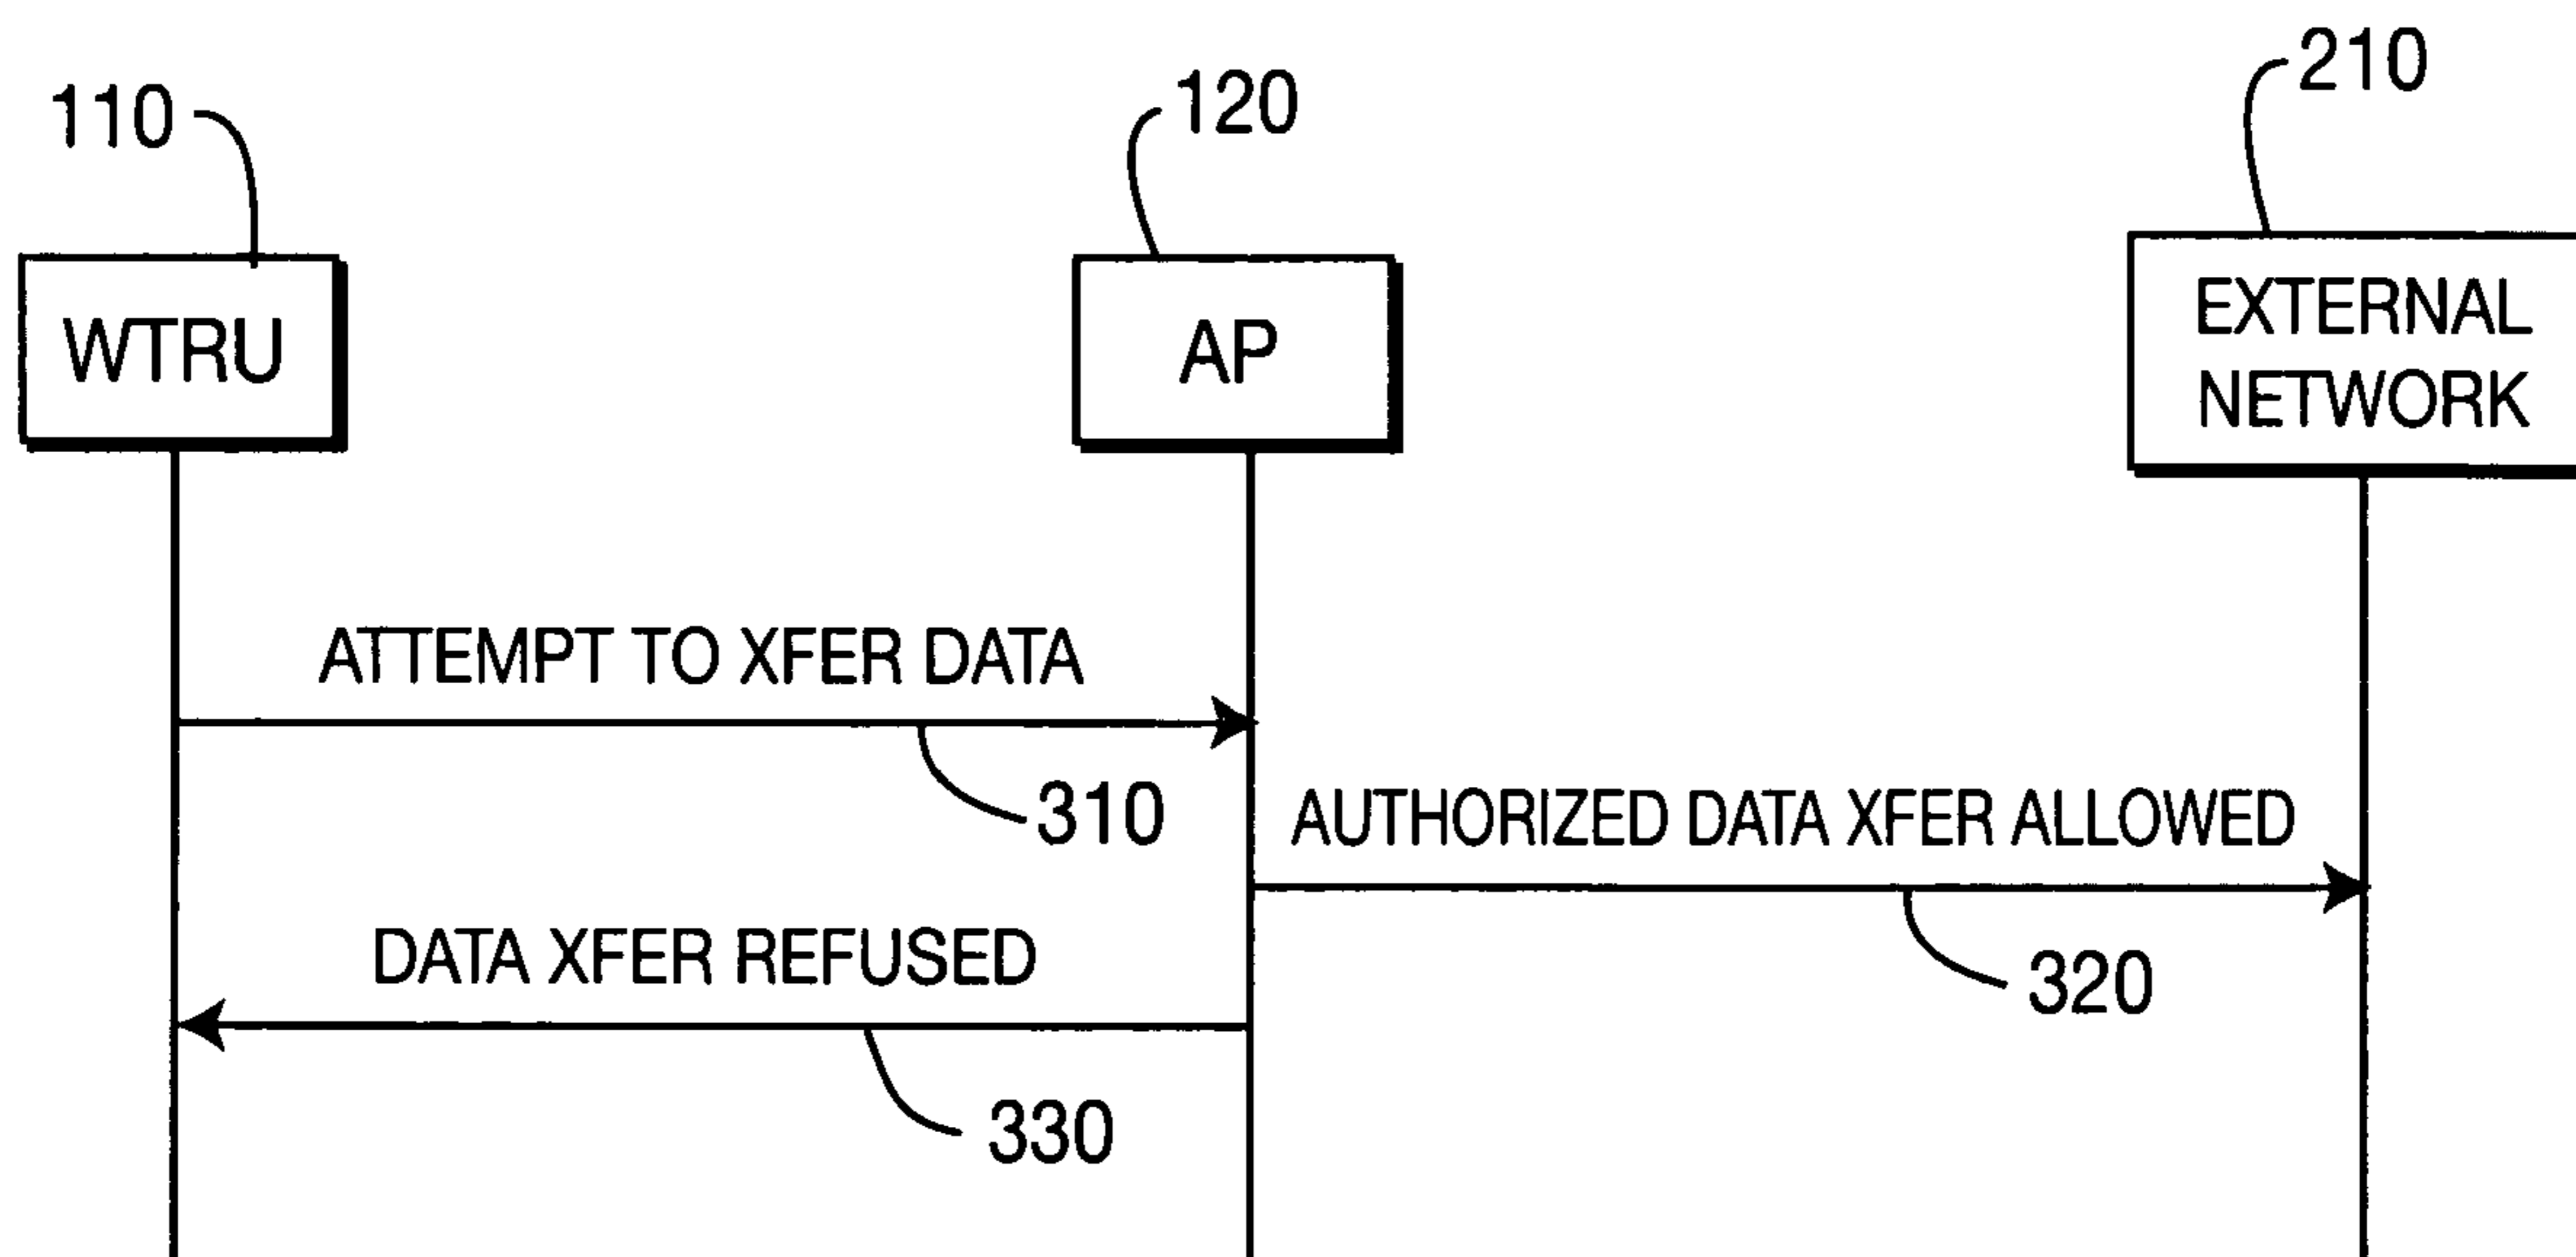 110
120
210
WTRU
AP
EXTERNAL
NETWORK
ATTEMPT TO XFER DATA
310
AUTHORIZED DATA XFER ALLOWED
320
DATA XFER REFUSED
330